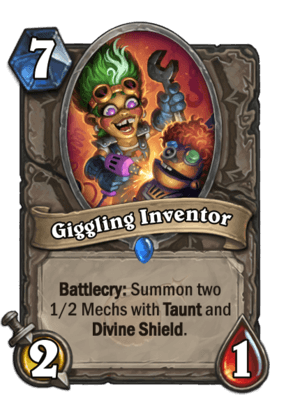 7
Giggling Inventor
Battlecry: Summon two
1/2 Mechs with Taunt and
Divine Shield.
2 1